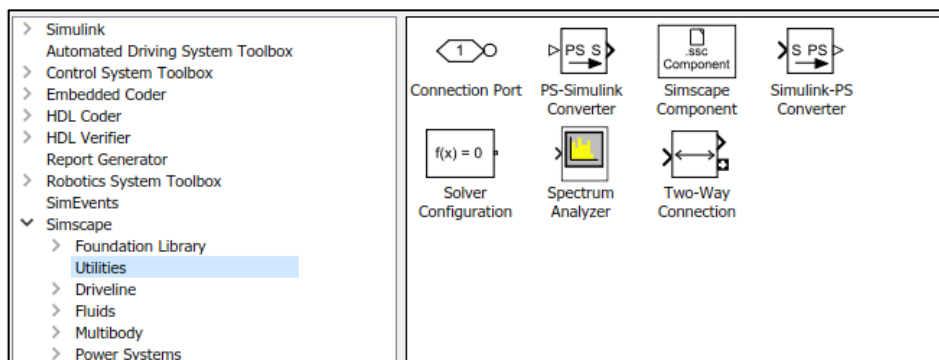 Simulink
Automated Driving System Toolbox
Control System Toolbox
Embedded Coder
HDL Coder
HDL Verifier
Report Generator
Robotics System Toolbox
SimEvents
Simscape
Foundation Library
Utilities
Driveline
Fluids
Multibody
Power Systems
1
PS S
.ssc
Component
S PS
Connection Port
PS-Simulink
Converter
Simscape
Component
Simulink-PS
Converter
f(x) = 0
Solver
Configuration
Spectrum
Analyzer
Two-Way
Connection